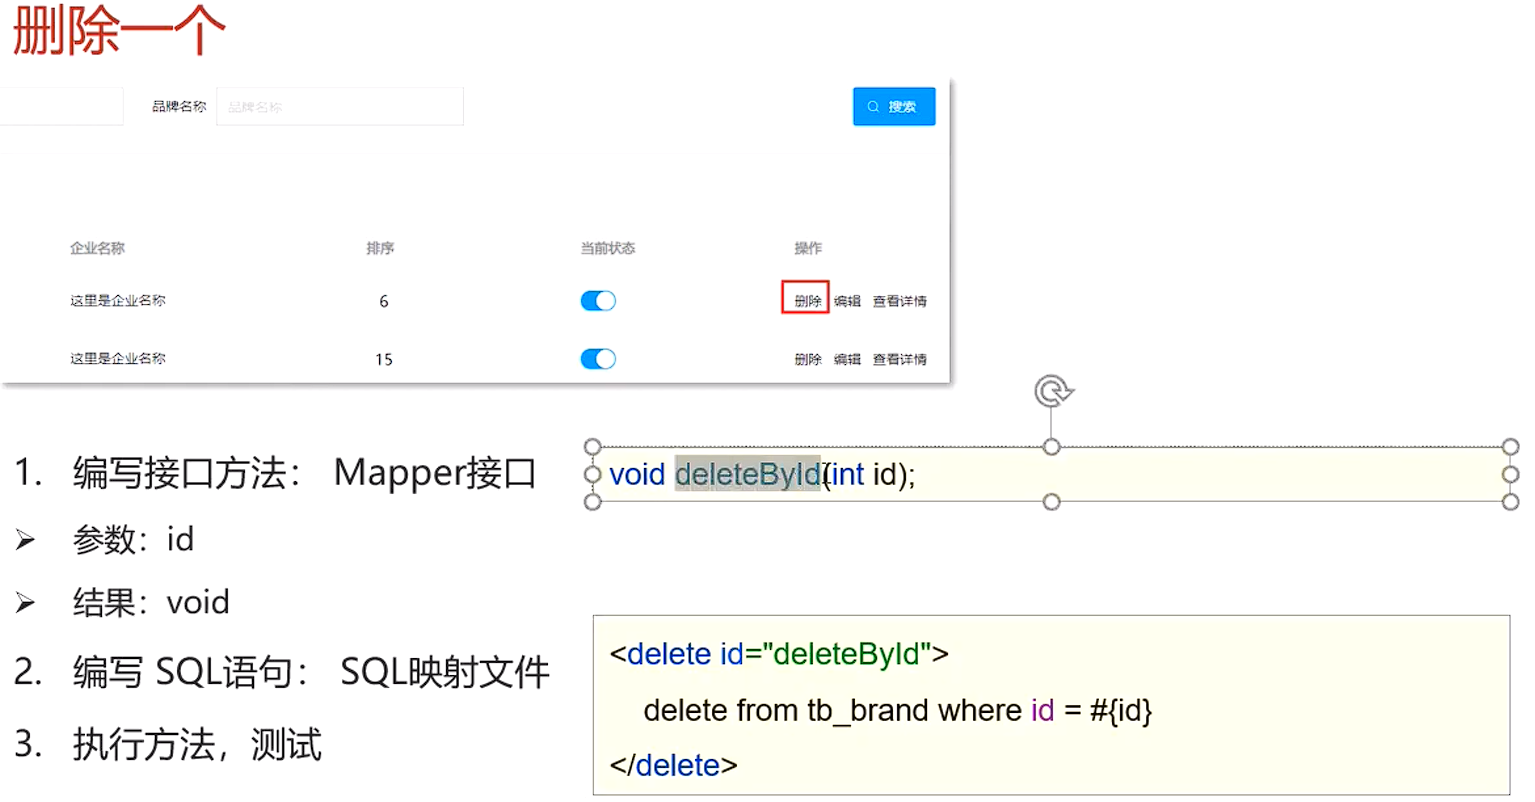 删除一个
品牌名称 品牌名称 搜索
企业名称 排序 当前状态 操作
这里是企业名称 6 删除 编辑 查看详情
这里是企业名称 15 删除 编辑 查看详情
1. 编写接口方法： Mapper接口
void deleteById(int id);
➢ 参数：id
➢ 结果：void
2. 编写 SQL语句： SQL映射文件
3. 执行方法，测试
<delete id="deleteById">
delete from tb_brand where id = #{id}
</delete>